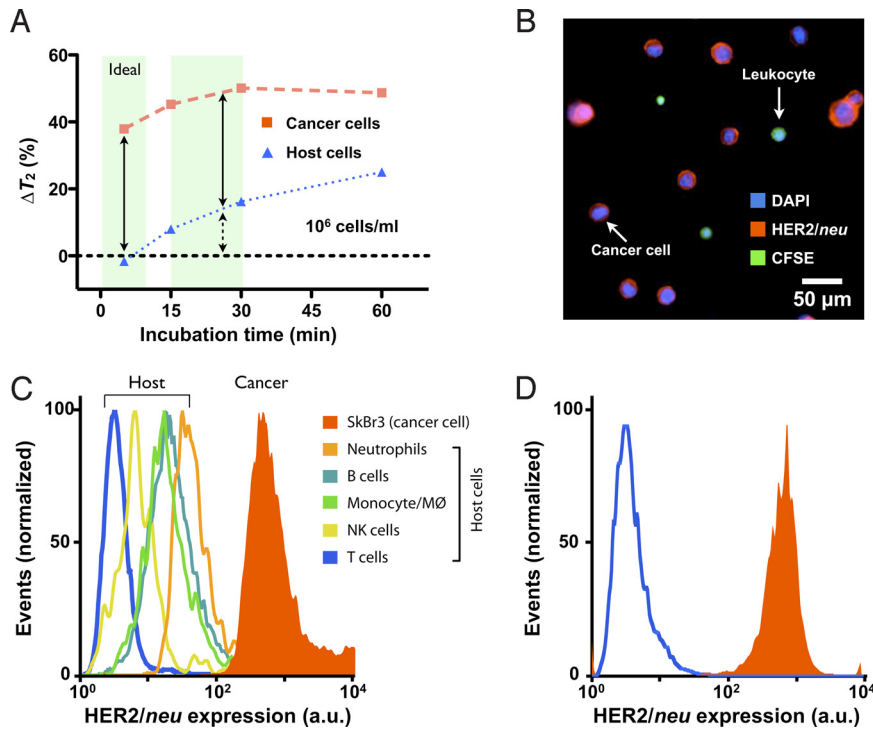 A
60
40
20
0
ΔT₂ (%)
Ideal
Cancer cells
Host cells
10⁶ cells/ml
0 15 30 45 60
Incubation time (min)
B
Leukocyte
Cancer cell
DAPI
HER2/neu
CFSE
50 µm
C
Host
Cancer
100
50
0
Events (normalized)
SkBr3 (cancer cell)
Neutrophils
B cells
Monocyte/MØ
NK cells
T cells
Host cells
10⁰ 10² 10⁴
HER2/neu expression (a.u.)
D
100
50
0
Events (normalized)
10⁰ 10² 10⁴
HER2/neu expression (a.u.)